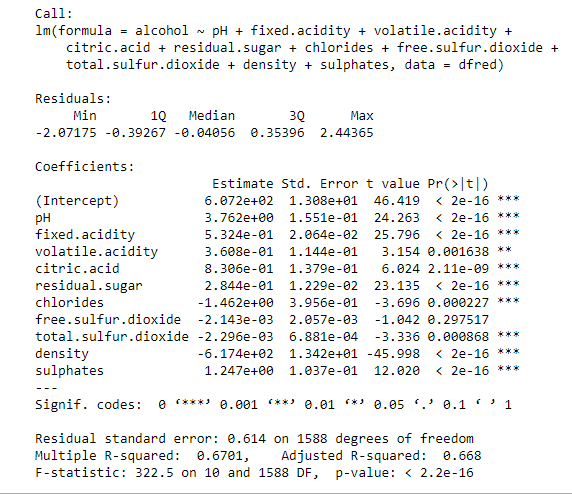 Call:
lm(formula = alcohol ~ pH + fixed.acidity + volatile.acidity +
    citric.acid + residual.sugar + chlorides + free.sulfur.dioxide +
    total.sulfur.dioxide + density + sulphates, data = dfred)

Residuals:
     Min       1Q   Median       3Q      Max
-2.07175 -0.39267 -0.04056  0.35396  2.44365

Coefficients:
                       Estimate Std. Error t value Pr(>|t|)
(Intercept)           6.072e+02  1.308e+01  46.419  < 2e-16 ***
pH                    3.762e+00  1.551e-01  24.263  < 2e-16 ***
fixed.acidity         5.324e-01  2.064e-02  25.796  < 2e-16 ***
volatile.acidity      3.608e-01  1.144e-01   3.154 0.001638 **
citric.acid           8.306e-01  1.379e-01   6.024 2.11e-09 ***
residual.sugar        2.844e-01  1.229e-02  23.135  < 2e-16 ***
chlorides            -1.462e+00  3.956e-01  -3.696 0.000227 ***
free.sulfur.dioxide  -2.143e-03  2.057e-03  -1.042 0.297517
total.sulfur.dioxide -2.296e-03  6.881e-04  -3.336 0.000868 ***
density              -6.174e+02  1.342e+01 -45.998  < 2e-16 ***
sulphates             1.247e+00  1.037e-01  12.020  < 2e-16 ***
---
Signif. codes:  0 ‘***’ 0.001 ‘**’ 0.01 ‘*’ 0.05 ‘.’ 0.1 ‘ ’ 1

Residual standard error: 0.614 on 1588 degrees of freedom
Multiple R-squared:  0.6701,    Adjusted R-squared:  0.668
F-statistic: 322.5 on 10 and 1588 DF,  p-value: < 2.2e-16